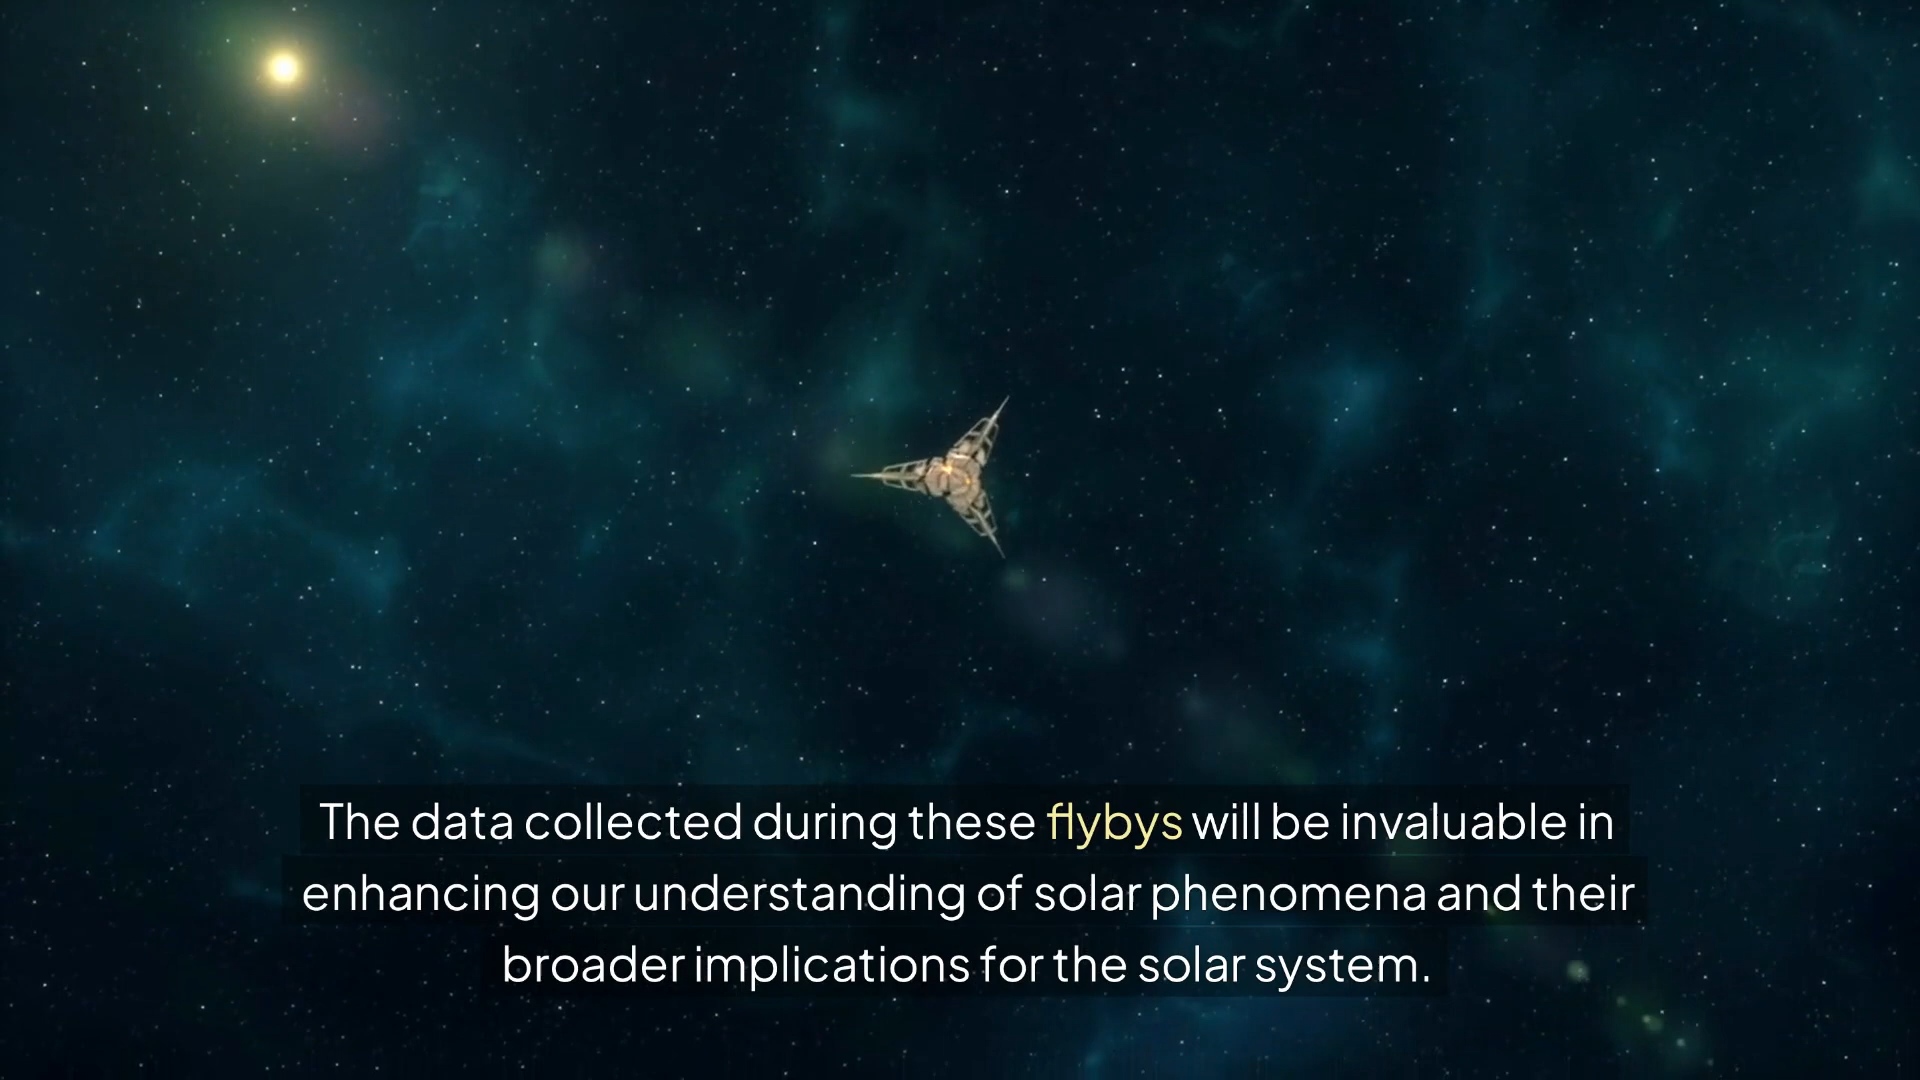 The data collected during these flybys will be invaluable in
enhancing our understanding of solar phenomena and their
broader implications for the solar system.